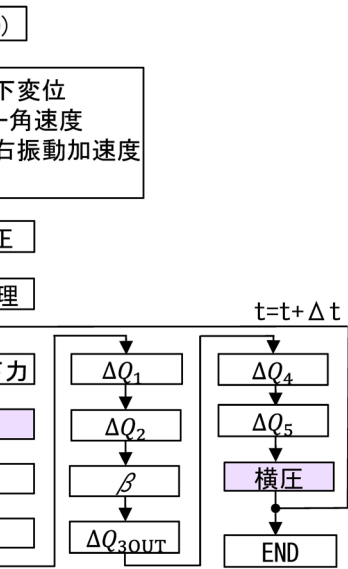 )
下変位
角速度
右振動加速度
正
理
t=t+Δt
力
ΔQ₁
ΔQ₂
β
ΔQ₃OUT
ΔQ₄
ΔQ₅
横圧
END